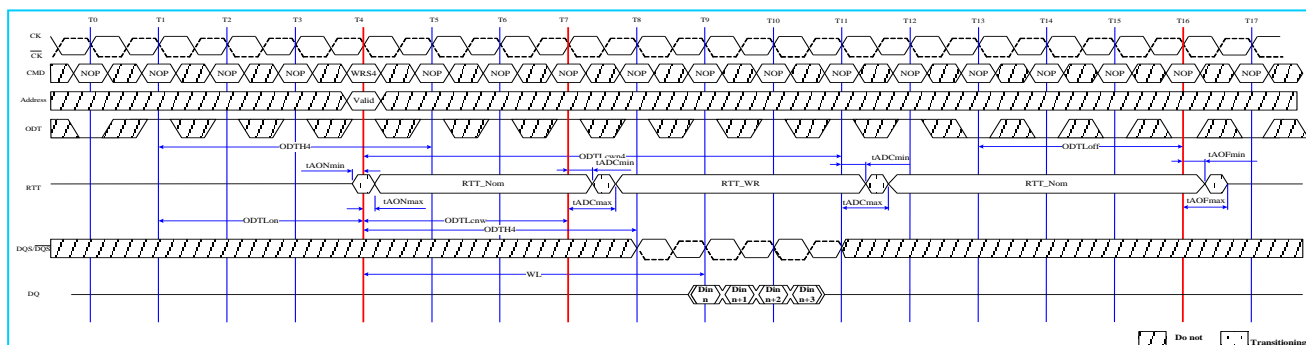 T0 T1 T2 T3 T4 T5 T6 T7 T8 T9 T10 T11 T12 T13 T14 T15 T16 T17
CK
CK
CMD NOP NOP NOP NOP WRS4 NOP NOP NOP NOP NOP NOP NOP NOP NOP NOP NOP NOP NOP
Address Valid
ODT
ODTH4 ODTLcwn4 ODTLoff
tAONmin tADCmin tADCmin tAOFmin
RTT RTT_Nom RTT_WR RTT_Nom
tAONmax tADCmax tADCmax tAOFmax
ODTLon ODTLcnw
ODTH4
DQS/DQS
WL
DQ Din n Din n+1 Din n+2 Din n+3
Do not Transitioning